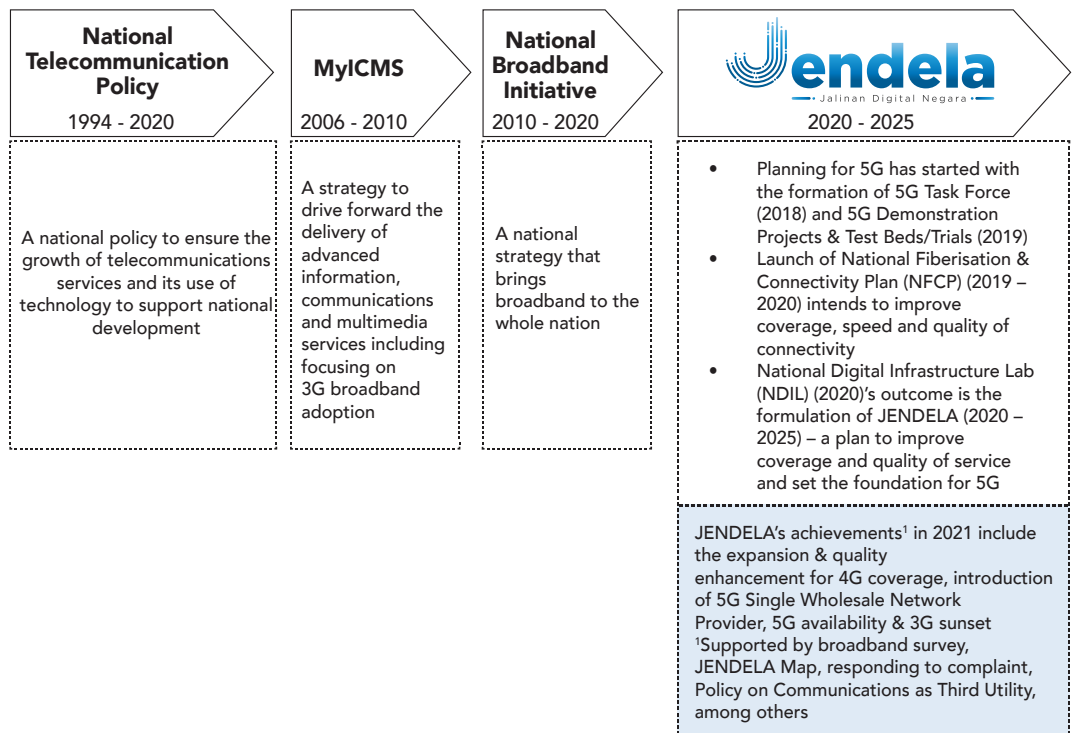 National
Telecommunication
Policy
1994 - 2020
A national policy to ensure the
growth of telecommunications
services and its use of
technology to support national
development
MyICMS
2006 - 2010
A strategy to
drive forward the
delivery of
advanced
information,
communications
and multimedia
services including
focusing on
3G broadband
adoption
National
Broadband
Initiative
2010 - 2020
A national
strategy that
brings
broadband to the
whole nation
Jendela
Jalinan Digital Negara
2020 - 2025
• Planning for 5G has started with
the formation of 5G Task Force
(2018) and 5G Demonstration
Projects & Test Beds/Trials (2019)
• Launch of National Fiberisation &
Connectivity Plan (NFCP) (2019 –
2020) intends to improve
coverage, speed and quality of
connectivity
• National Digital Infrastructure Lab
(NDIL) (2020)’s outcome is the
formulation of JENDELA (2020 –
2025) – a plan to improve
coverage and quality of service
and set the foundation for 5G
JENDELA’s achievements¹ in 2021 include
the expansion & quality
enhancement for 4G coverage, introduction
of 5G Single Wholesale Network
Provider, 5G availability & 3G sunset
¹Supported by broadband survey,
JENDELA Map, responding to complaint,
Policy on Communications as Third Utility,
among others